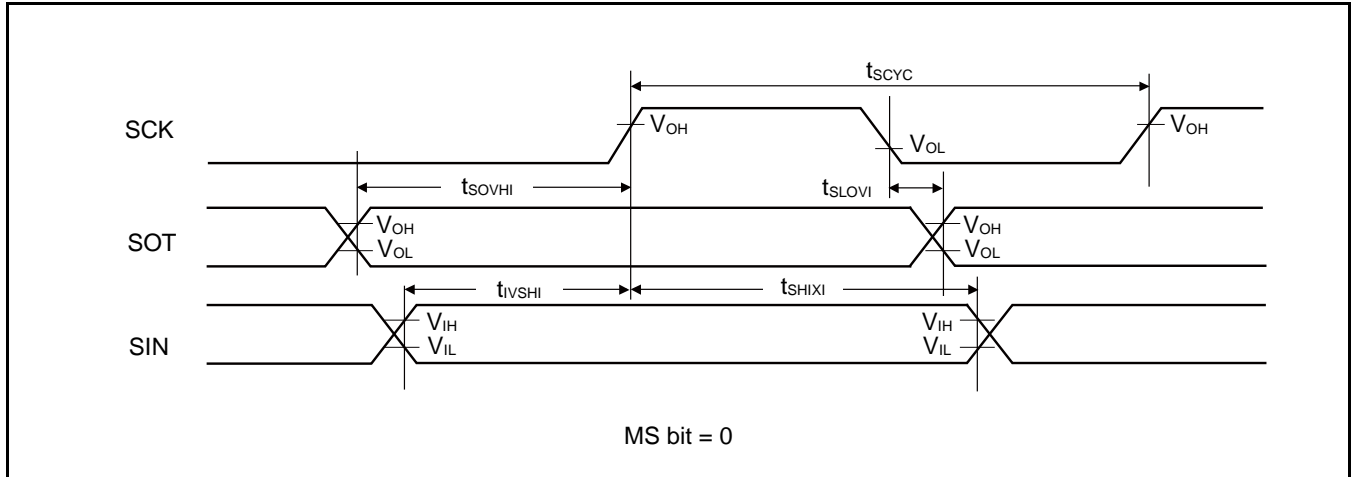 tSCYC
SCK
VOH
VOL
VOH
tSOVHI
tSLOVI
SOT
VOH
VOL
VOH
VOL
tIVSHI
tSHIXI
SIN
VIH
VIL
VIH
VIL
MS bit = 0